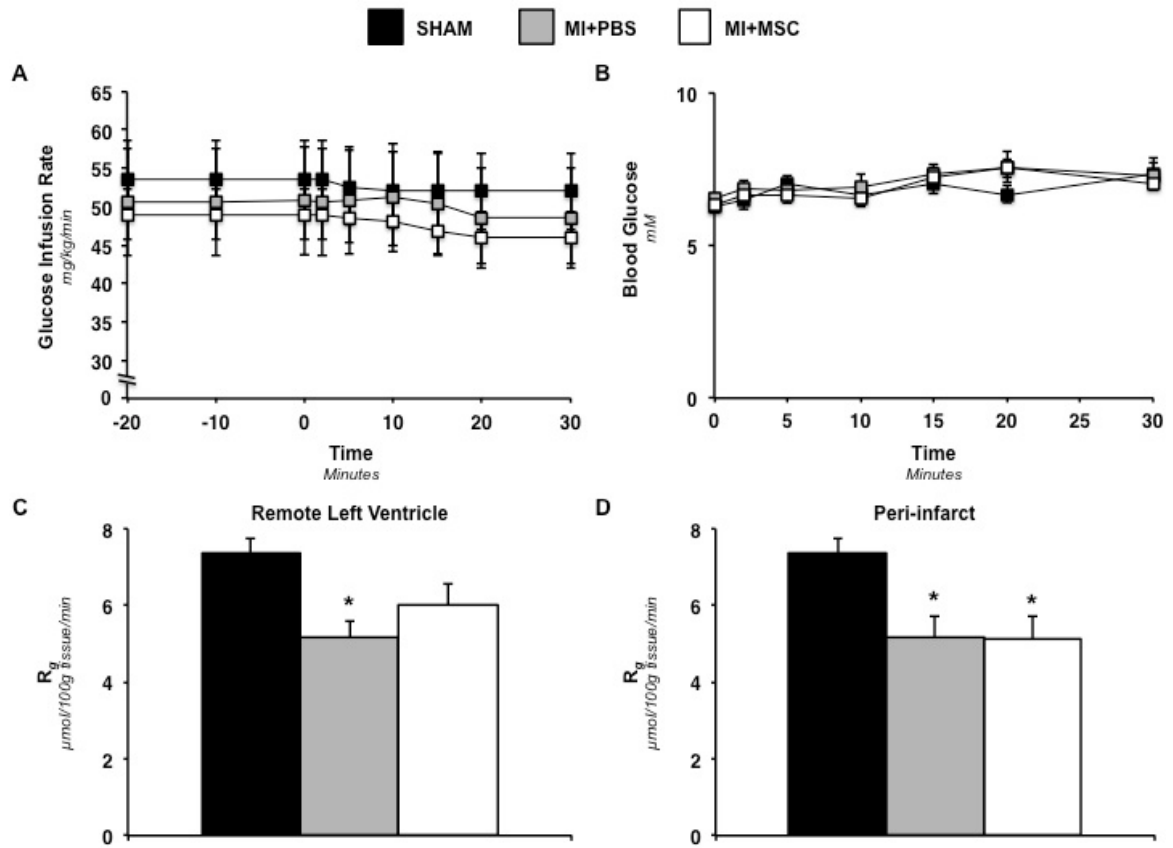 SHAM MI+PBS MI+MSC
A
Glucose Infusion Rate
mg/kg/min
65
60
55
50
45
40
35
30
0
-20 -10 0 10 20 30
Time
Minutes
B
Blood Glucose
mM
10
5
0
0 5 10 15 20 25 30
Time
Minutes
C
Remote Left Ventricle
Rg
µmol/100g tissue/min
8
6
4
2
0
*
D
Peri-infarct
Rg
µmol/100g tissue/min
8
6
4
2
0
* *